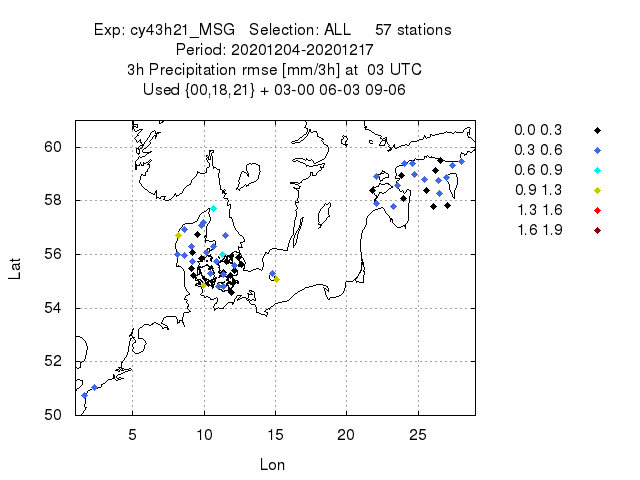 Exp: cy43h21_MSG   Selection: ALL     57 stations
Period: 20201204-20201217
3h Precipitation rmse [mm/3h] at  03 UTC
Used {00,18,21} + 03-00 06-03 09-06
0.0 0.3
0.3 0.6
0.6 0.9
0.9 1.3
1.3 1.6
1.6 1.9
60
58
56
54
52
50
Lat
5 10 15 20 25
Lon